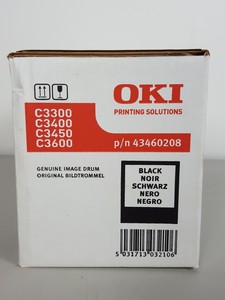 OKI
PRINTING SOLUTIONS
C3300
C3400
C3450
C3600
p/n 43460208
GENUINE IMAGE DRUM
ORIGINAL BILDTROMMEL
BLACK
NOIR
SCHWARZ
NERO
NEGRO
5 031713 032106